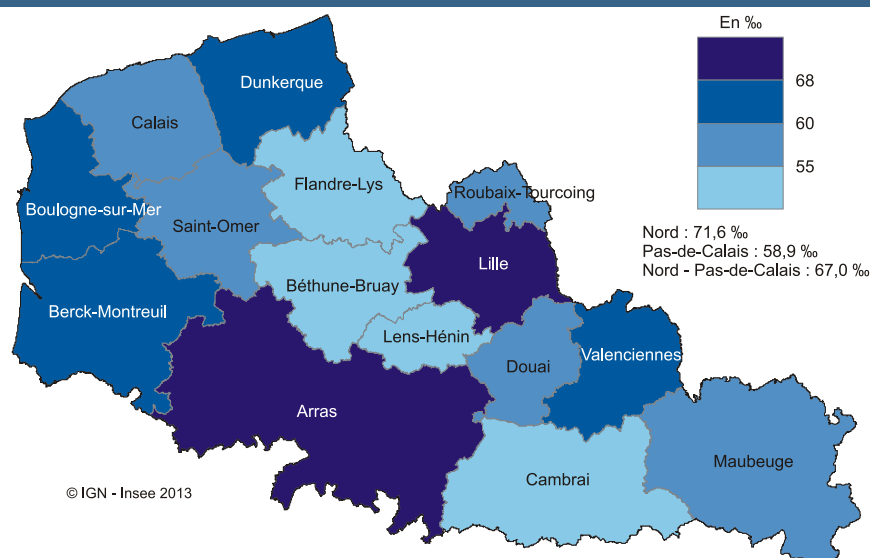 En ‰
68
60
55
Dunkerque
Calais
Flandre-Lys
Roubaix-Tourcoing
Boulogne-sur-Mer
Saint-Omer
Nord : 71,6 ‰
Pas-de-Calais : 58,9 ‰
Nord - Pas-de-Calais : 67,0 ‰
Lille
Béthune-Bruay
Berck-Montreuil
Lens-Hénin
Valenciennes
Douai
Arras
Maubeuge
Cambrai
© IGN - Insee 2013